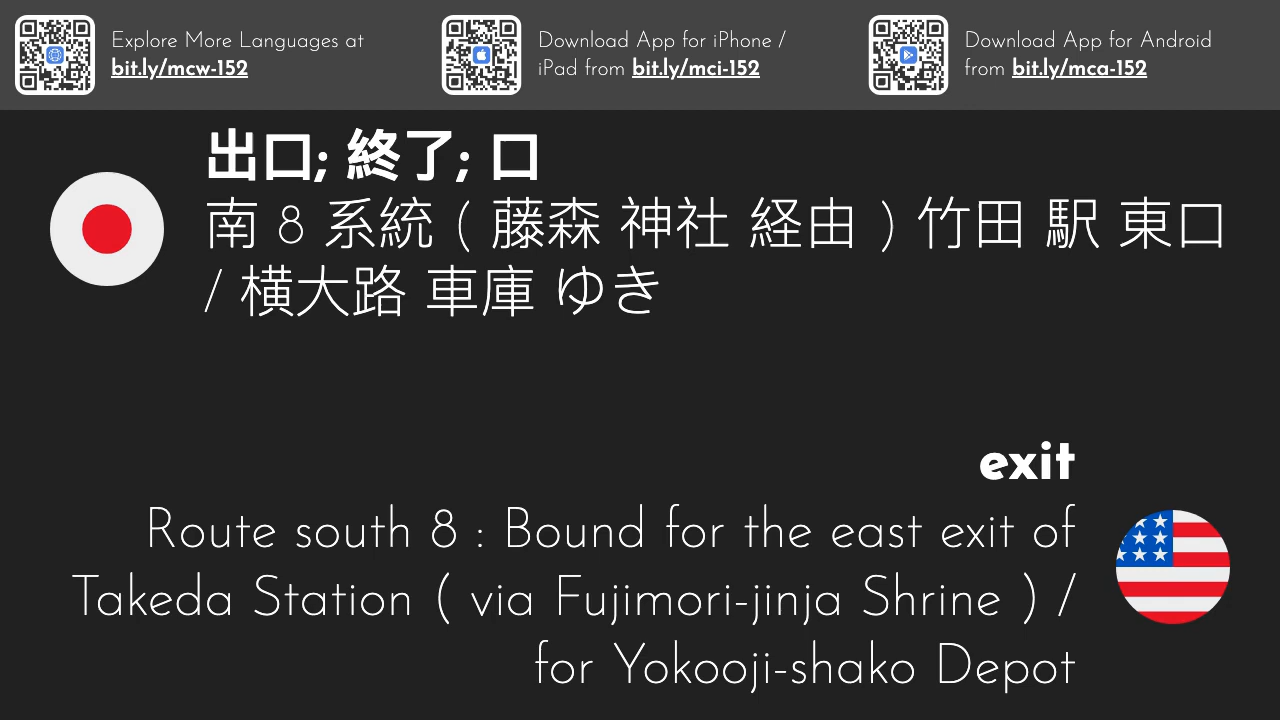 Explore More Languages at
bit.ly/mcw-152
Download App for iPhone /
iPad from bit.ly/mci-152
Download App for Android
from bit.ly/mca-152
出口; 終了; 口
南 8 系統 ( 藤森 神社 経由 ) 竹田 駅 東口
/ 横大路 車庫 ゆき
exit
Route south 8 : Bound for the east exit of
Takeda Station ( via Fujimori-jinja Shrine ) /
for Yokooji-shako Depot